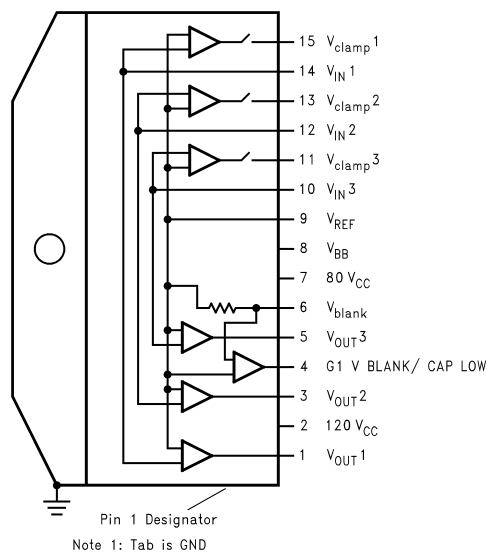 15 Vclamp1
14 VIN1
13 Vclamp2
12 VIN2
11 Vclamp3
10 VIN3
9 VREF
8 VBB
7 80 VCC
6 Vblank
5 VOUT3
4 G1 V BLANK/ CAP LOW
3 VOUT2
2 120 VCC
1 VOUT1
Pin 1 Designator
Note 1: Tab is GND